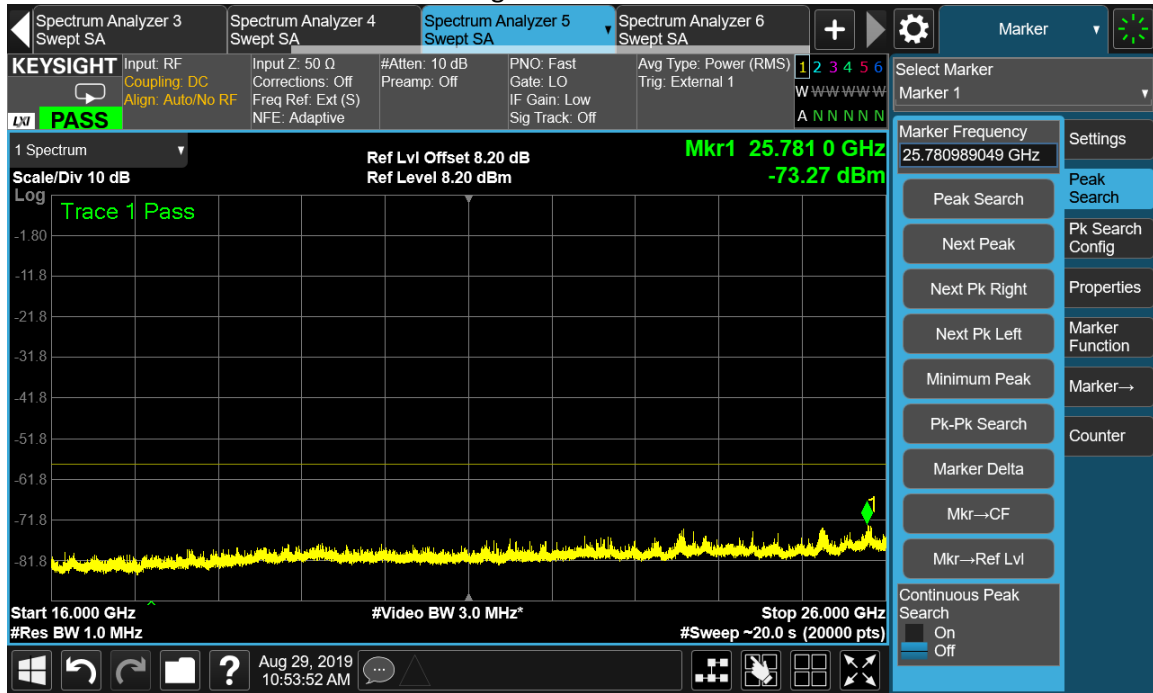 Spectrum Analyzer 3
Swept SA
Spectrum Analyzer 4
Swept SA
Spectrum Analyzer 5
Swept SA
Spectrum Analyzer 6
Swept SA
+
Marker
KEYSIGHT
LXI
PASS
Input: RF
Coupling: DC
Align: Auto/No RF
Input Z: 50 Ω
Corrections: Off
Freq Ref: Ext (S)
NFE: Adaptive
#Atten: 10 dB
Preamp: Off
PNO: Fast
Gate: LO
IF Gain: Low
Sig Track: Off
Avg Type: Power (RMS)
Trig: External 1
1 2 3 4 5 6
W W W W W W
A N N N N N
Select Marker
Marker 1
1 Spectrum
Scale/Div 10 dB
Ref Lvl Offset 8.20 dB
Ref Level 8.20 dBm
Mkr1 25.781 0 GHz
-73.27 dBm
Log
Trace 1 Pass
-1.80
-11.8
-21.8
-31.8
-41.8
-51.8
-61.8
-71.8
-81.8
1
Start 16.000 GHz
#Video BW 3.0 MHz*
Stop 26.000 GHz
#Res BW 1.0 MHz
#Sweep ~20.0 s (20000 pts)
Marker Frequency
25.780989049 GHz
Peak Search
Next Peak
Next Pk Right
Next Pk Left
Minimum Peak
Pk-Pk Search
Marker Delta
Mkr→CF
Mkr→Ref Lvl
Continuous Peak
Search
On
Off
Settings
Peak
Search
Pk Search
Config
Properties
Marker
Function
Marker→
Counter
?
Aug 29, 2019
10:53:52 AM